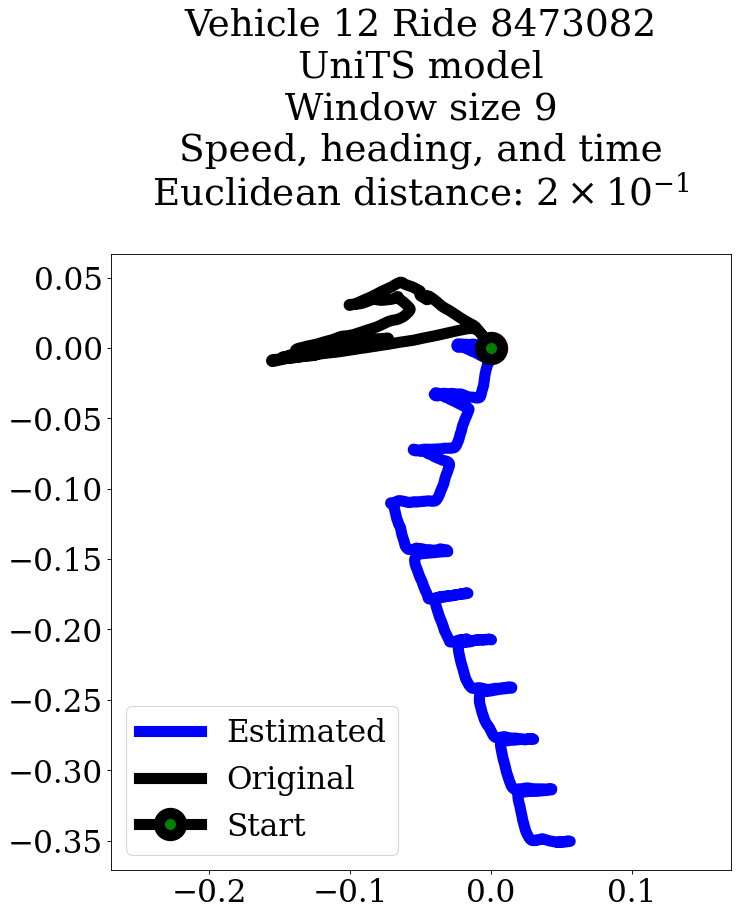 Vehicle 12 Ride 8473082
UniTS model
Window size 9
Speed, heading, and time
Euclidean distance: 2 × 10⁻¹
0.05
0.00
−0.05
−0.10
−0.15
−0.20
−0.25
−0.30
−0.35
Estimated
Original
Start
−0.2 −0.1 0.0 0.1